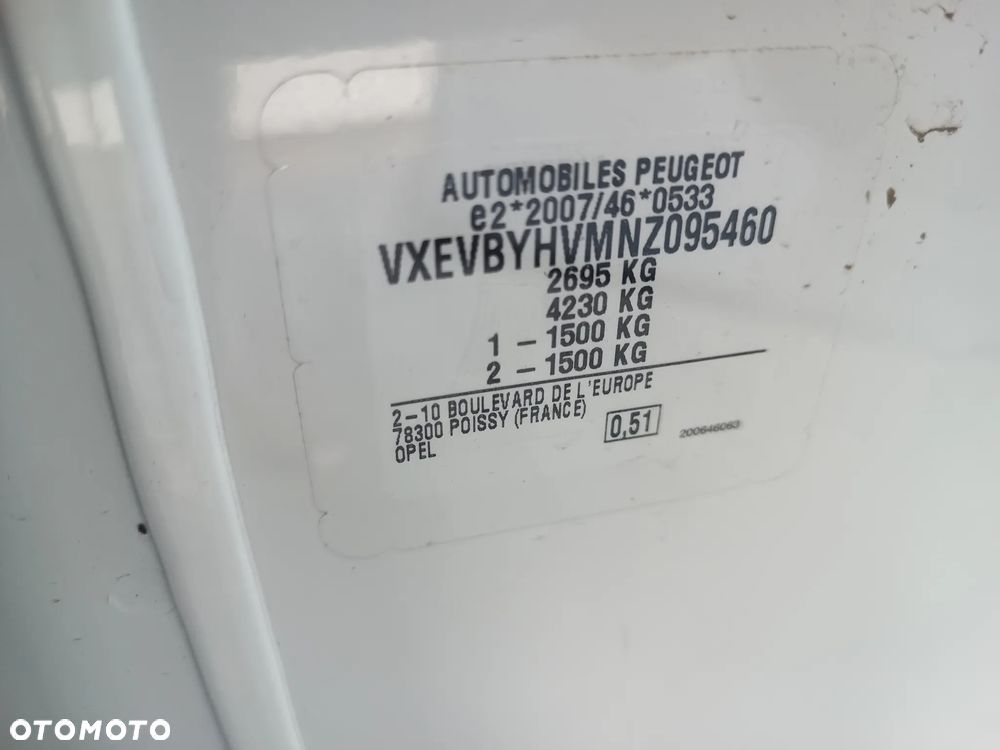 AUTOMOBILES PEUGEOT
e2*2007/46*0533
VXEVBYHVMNZ095460
2695 KG
4230 KG
1 – 1500 KG
2 – 1500 KG
2–10 BOULEVARD DE L'EUROPE
78300 POISSY (FRANCE)
OPEL
0,51
200646063
OTOMOTO